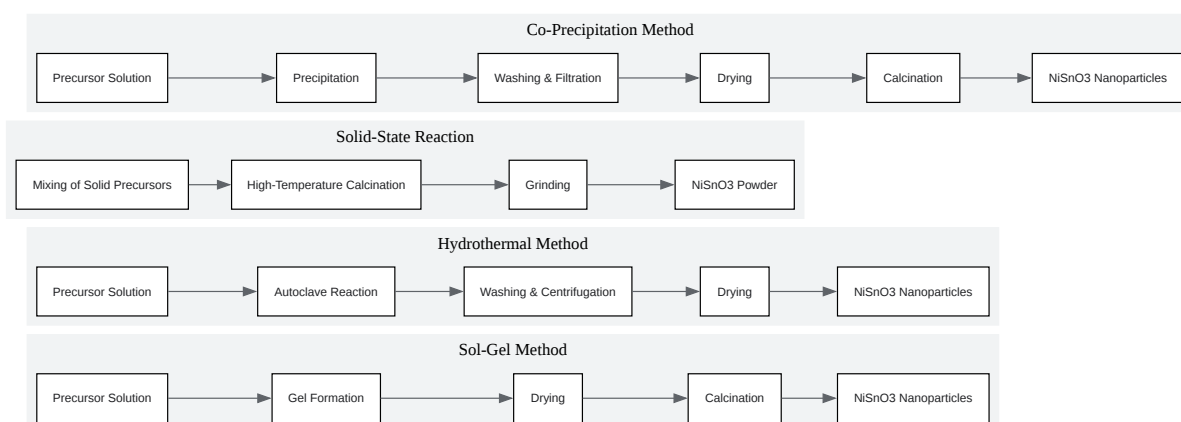 Co-Precipitation Method
Precursor Solution
Precipitation
Washing & Filtration
Drying
Calcination
NiSnO3 Nanoparticles
Solid-State Reaction
Mixing of Solid Precursors
High-Temperature Calcination
Grinding
NiSnO3 Powder
Hydrothermal Method
Precursor Solution
Autoclave Reaction
Washing & Centrifugation
Drying
NiSnO3 Nanoparticles
Sol-Gel Method
Precursor Solution
Gel Formation
Drying
Calcination
NiSnO3 Nanoparticles